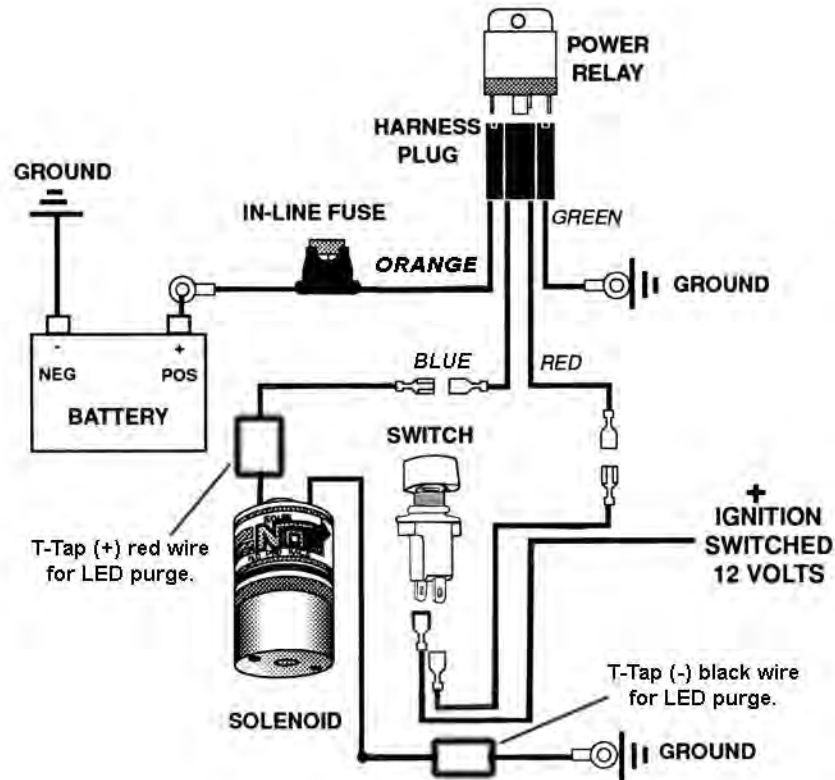 POWER
RELAY
HARNESS
PLUG
GROUND
IN-LINE FUSE
GREEN
ORANGE
GROUND
-
+
NEG
POS
BATTERY
BLUE
RED
SWITCH
+
IGNITION
SWITCHED
12 VOLTS
T-Tap (+) red wire
for LED purge.
T-Tap (-) black wire
for LED purge.
SOLENOID
GROUND